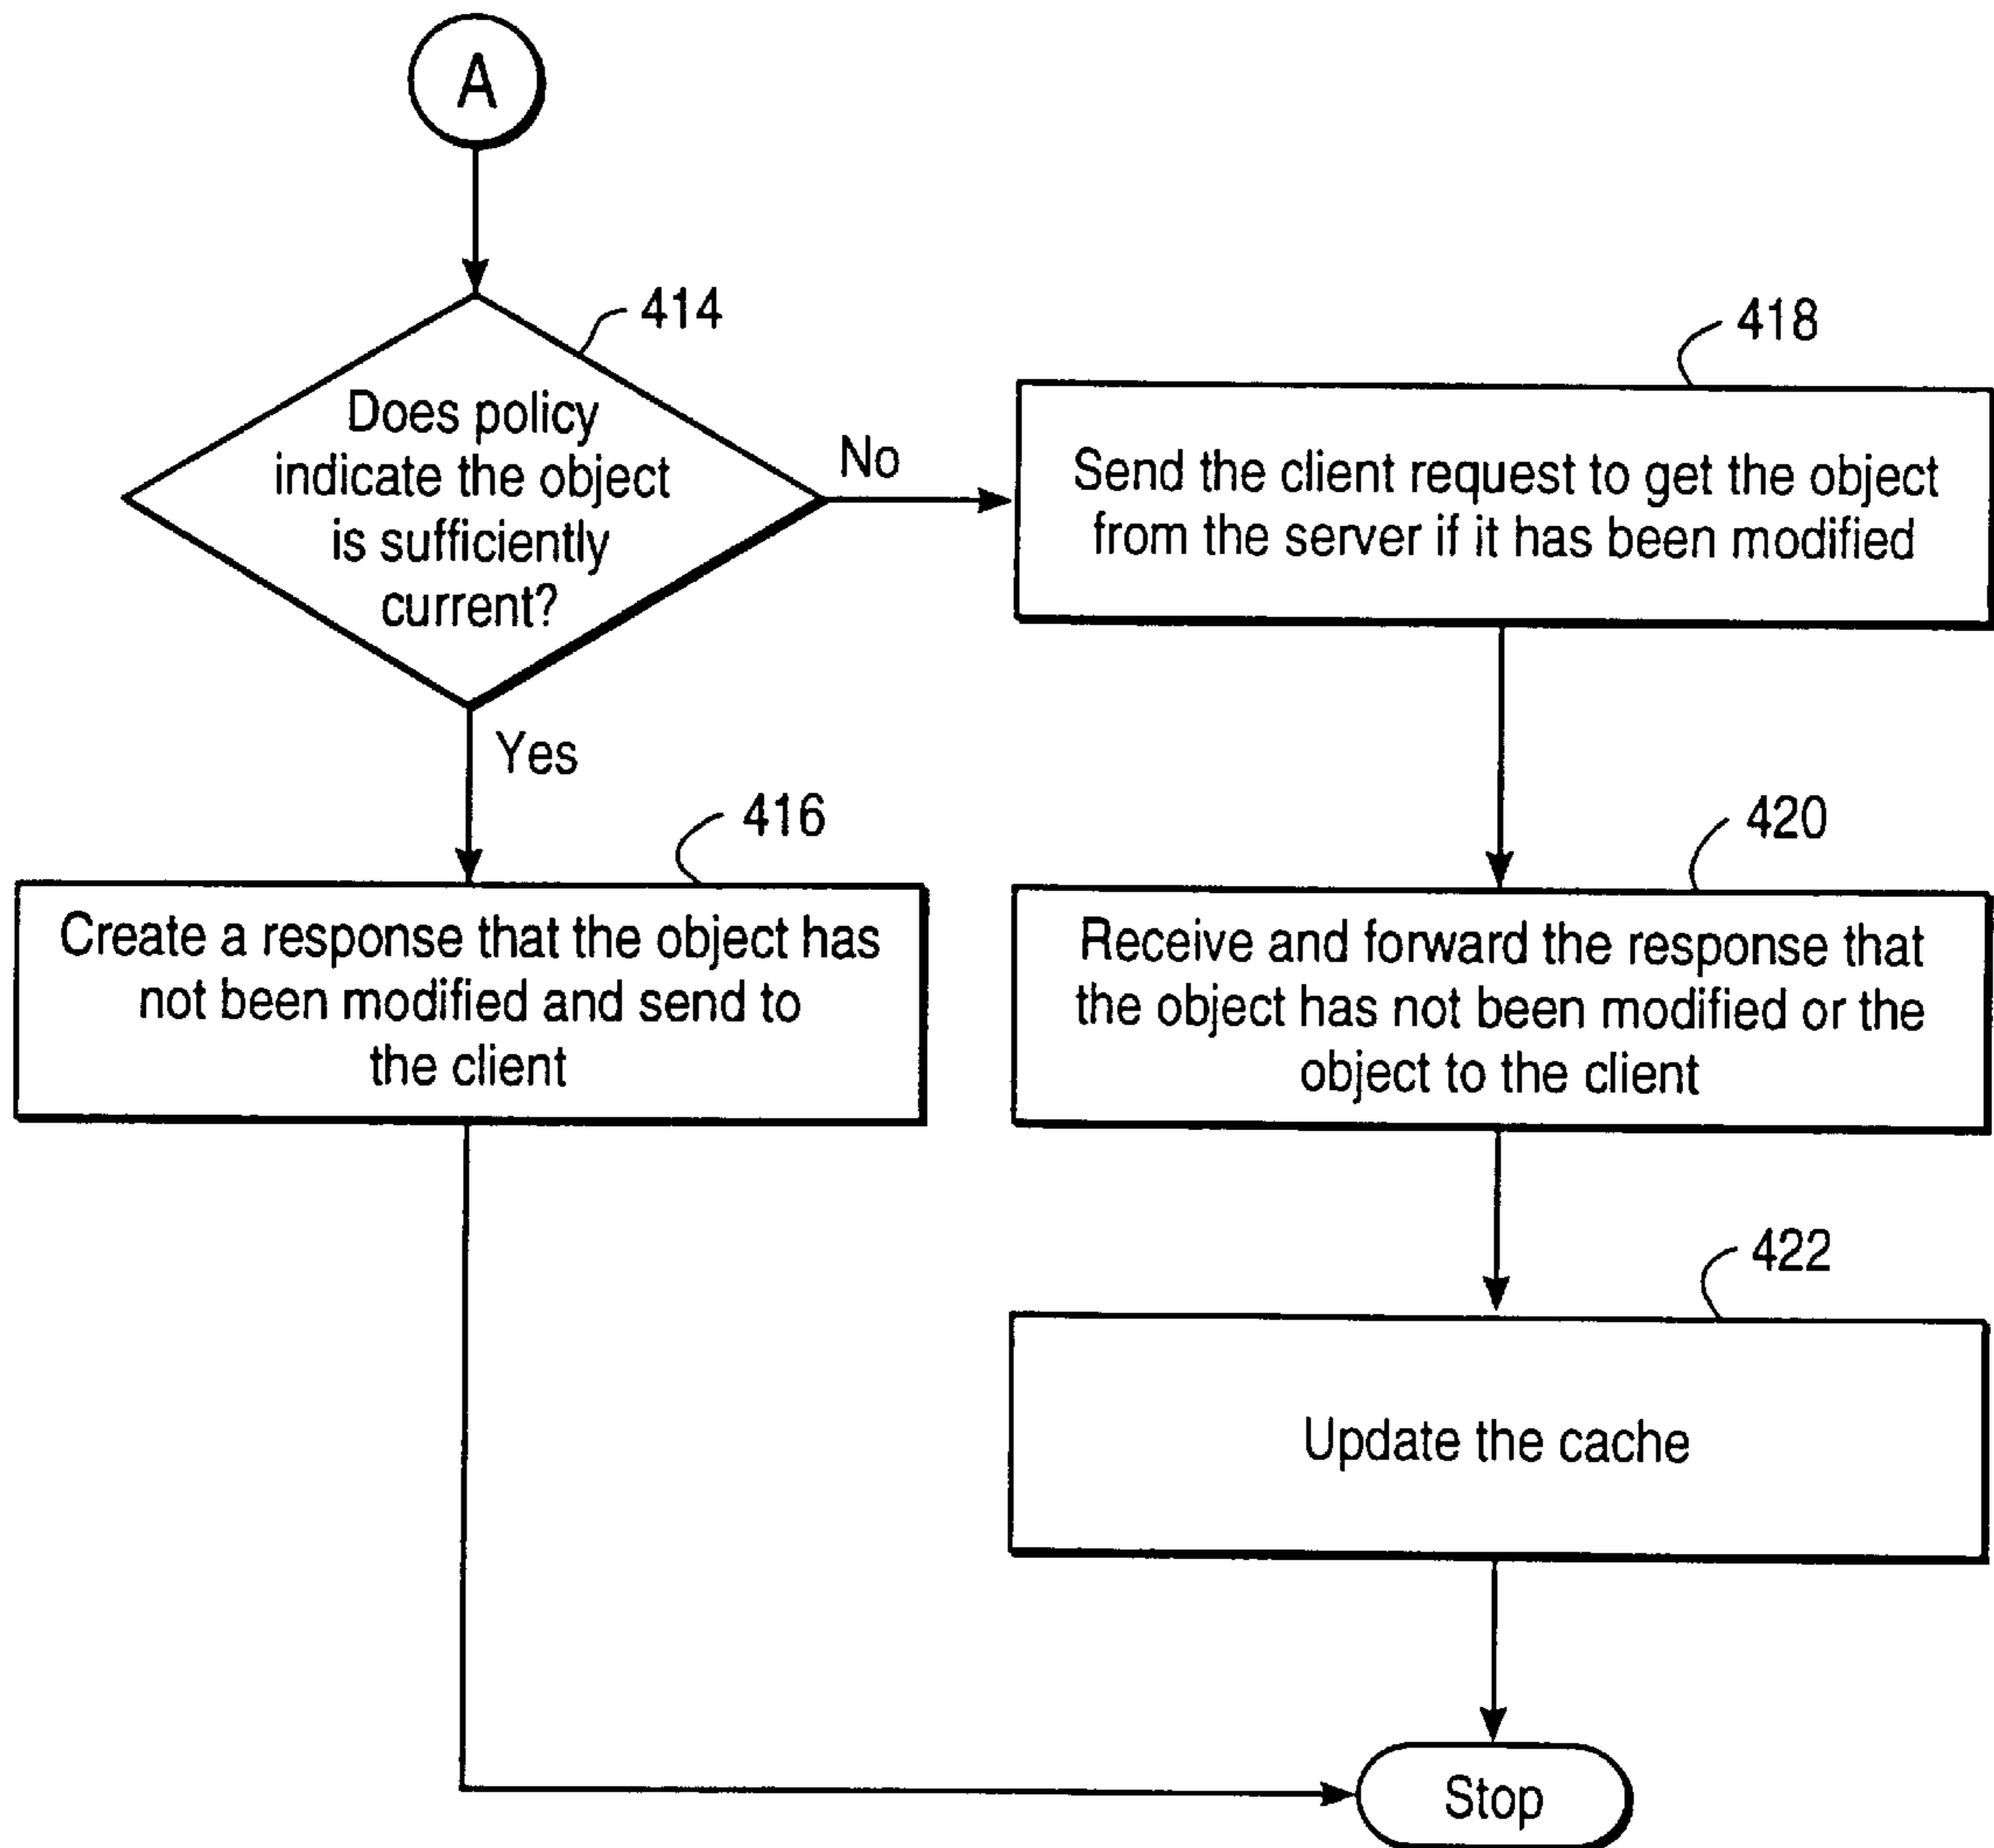 A
414
Does policy
indicate the object
is sufficiently
current?
No
Yes
418
Send the client request to get the object
from the server if it has been modified
416
Create a response that the object has
not been modified and send to
the client
420
Receive and forward the response that
the object has not been modified or the
object to the client
422
Update the cache
Stop